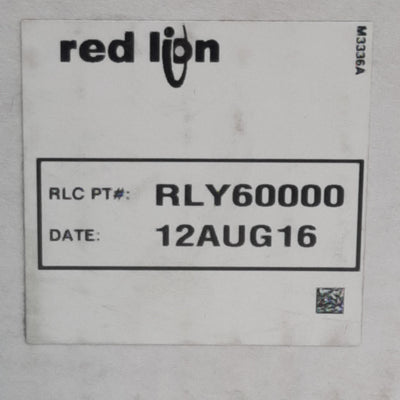 red lion
M3336A
RLC PT#: RLY60000
DATE: 12AUG16